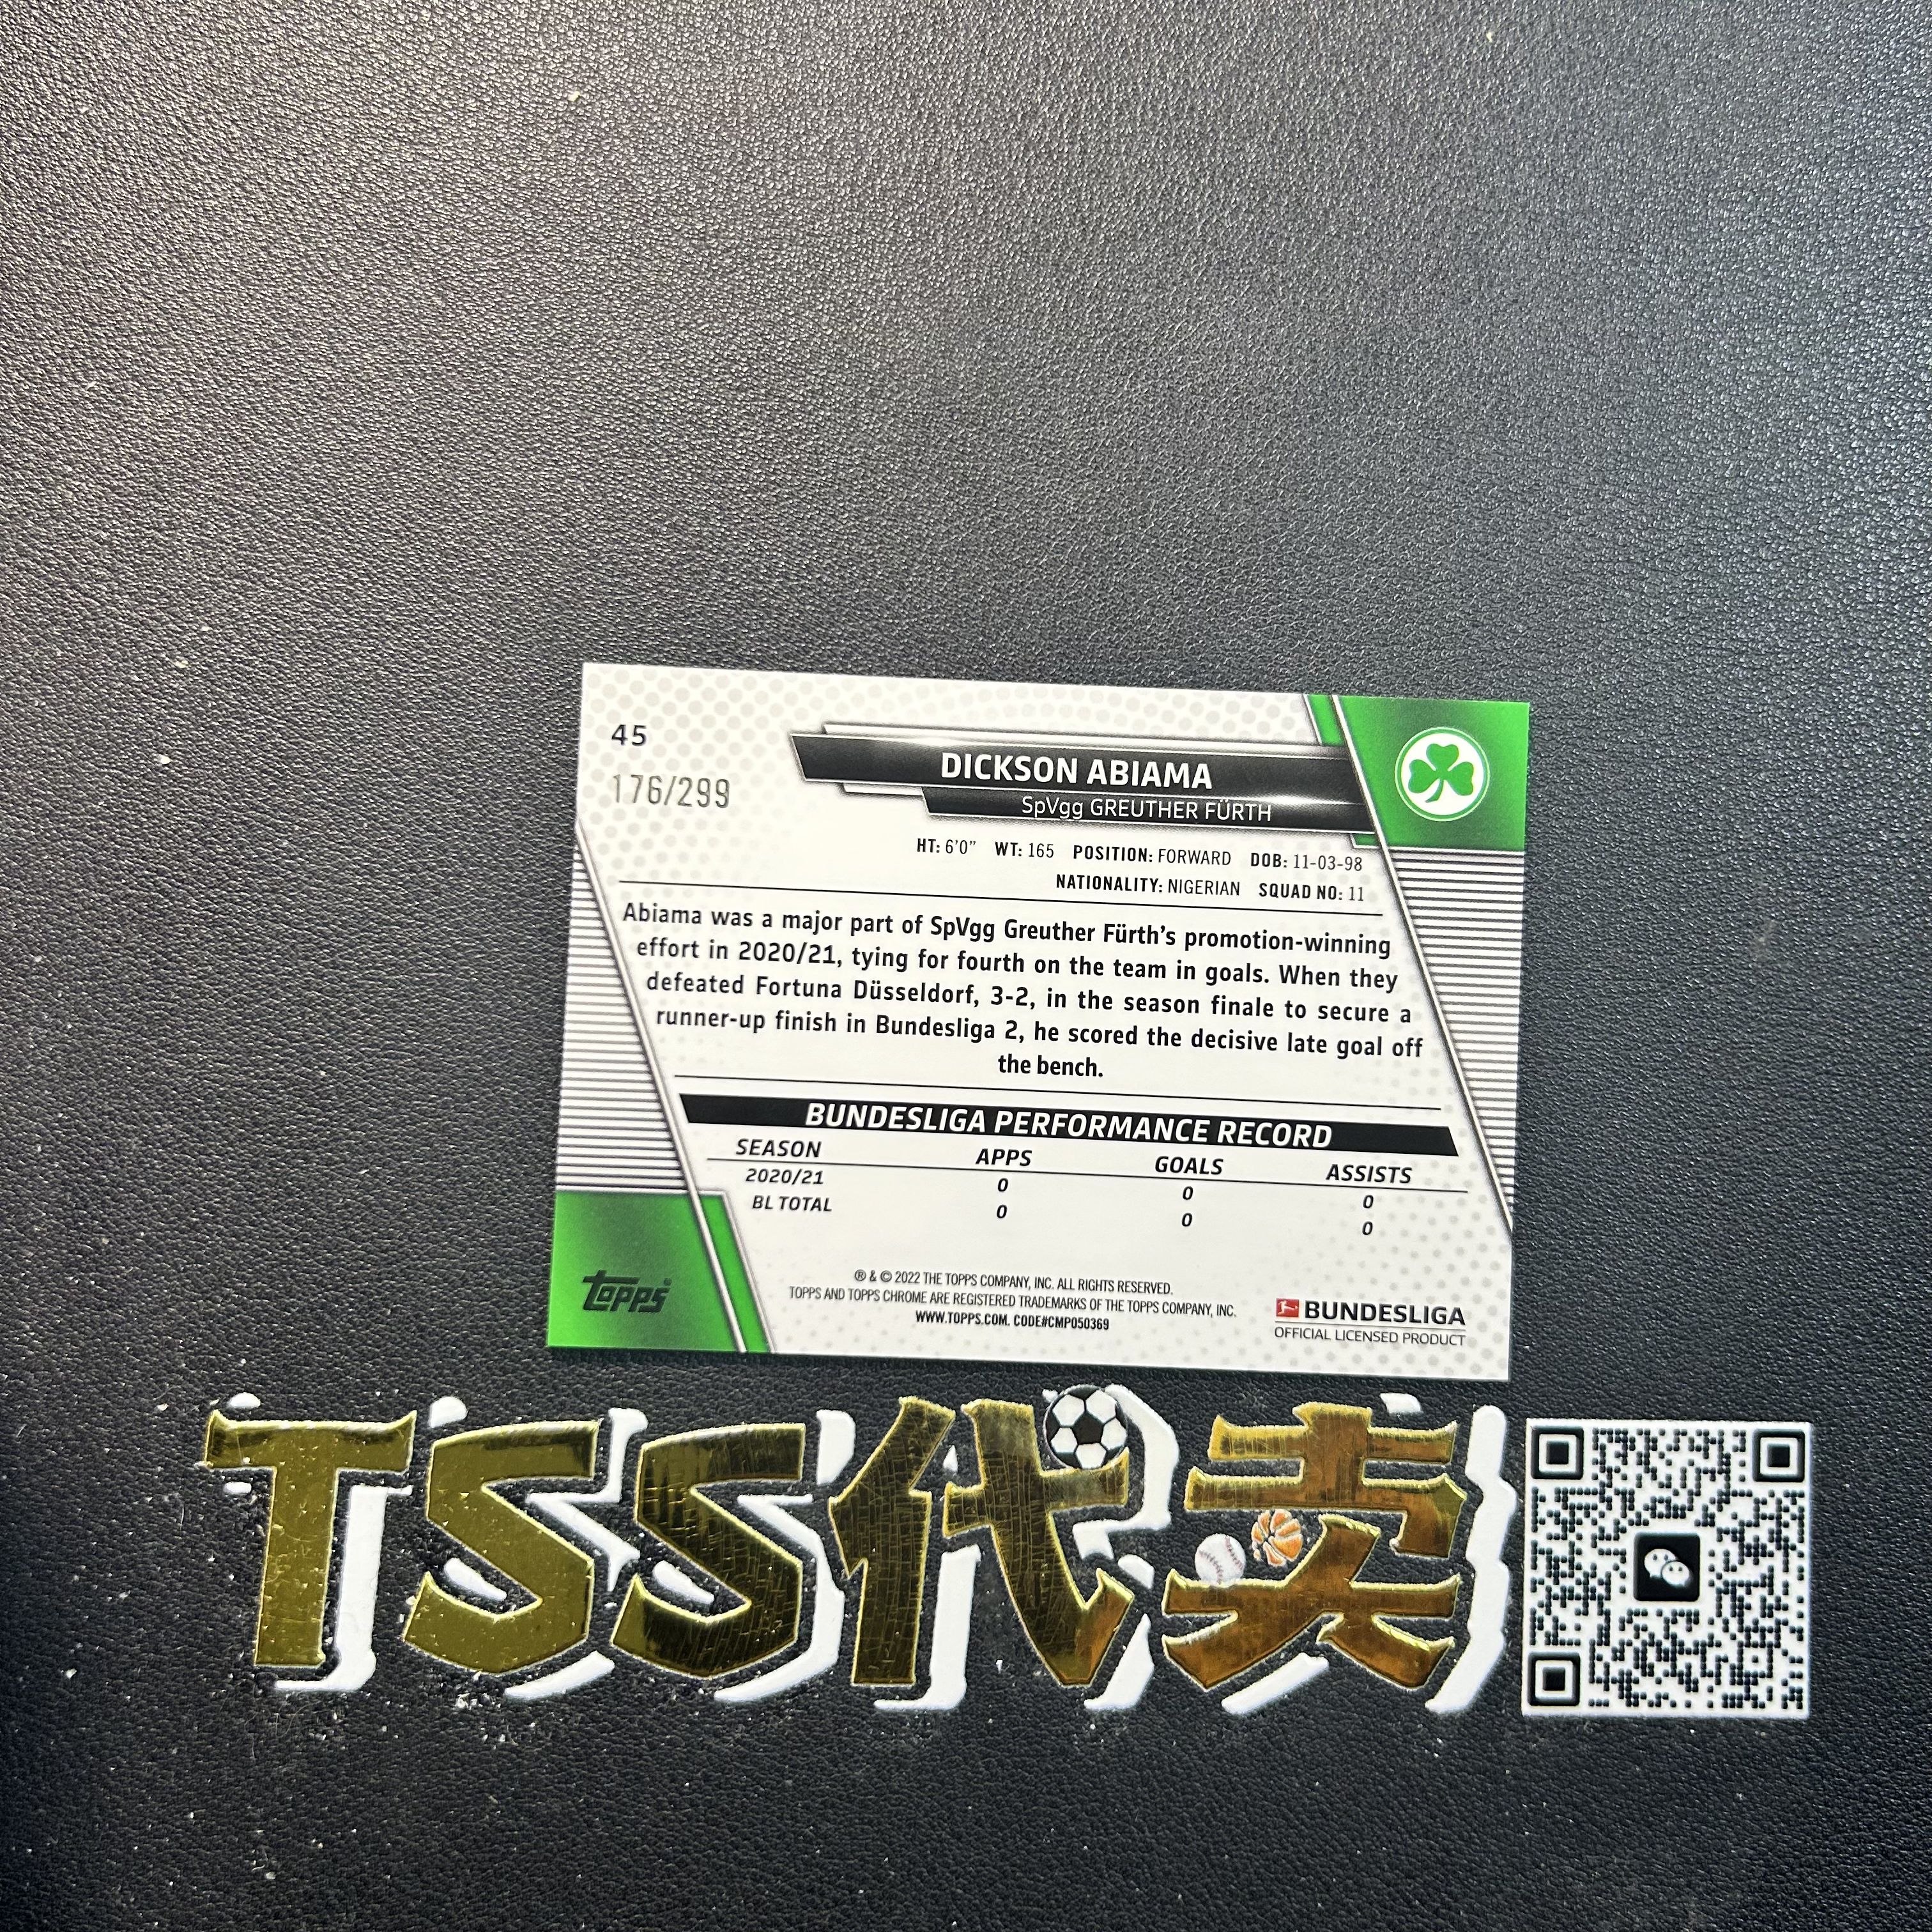 45
176/299
DICKSON ABIAMA
SpVgg GREUTHER FÜRTH
HT: 6'0" WT: 165 POSITION: FORWARD DOB: 11-03-98
NATIONALITY: NIGERIAN SQUAD NO: 11
Abiama was a major part of SpVgg Greuther Fürth's promotion-winning
effort in 2020/21, tying for fourth on the team in goals. When they
defeated Fortuna Düsseldorf, 3-2, in the season finale to secure a
runner-up finish in Bundesliga 2, he scored the decisive late goal off
the bench.
BUNDESLIGA PERFORMANCE RECORD
SEASON APPS GOALS ASSISTS
2020/21 0 0 0
BL TOTAL 0 0 0
® & © 2022 THE TOPPS COMPANY, INC. ALL RIGHTS RESERVED.
TOPPS AND TOPPS CHROME ARE REGISTERED TRADEMARKS OF THE TOPPS COMPANY, INC.
WWW.TOPPS.COM. CODE#CMP050369
Topps®
BUNDESLIGA
OFFICIAL LICENSED PRODUCT
TSS代卖